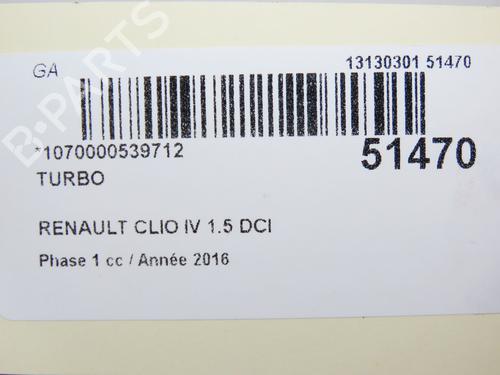 GA
13130301 51470
*1070000539712
51470
TURBO
RENAULT CLIO IV 1.5 DCI
Phase 1 cc / Année 2016
B-PARTS